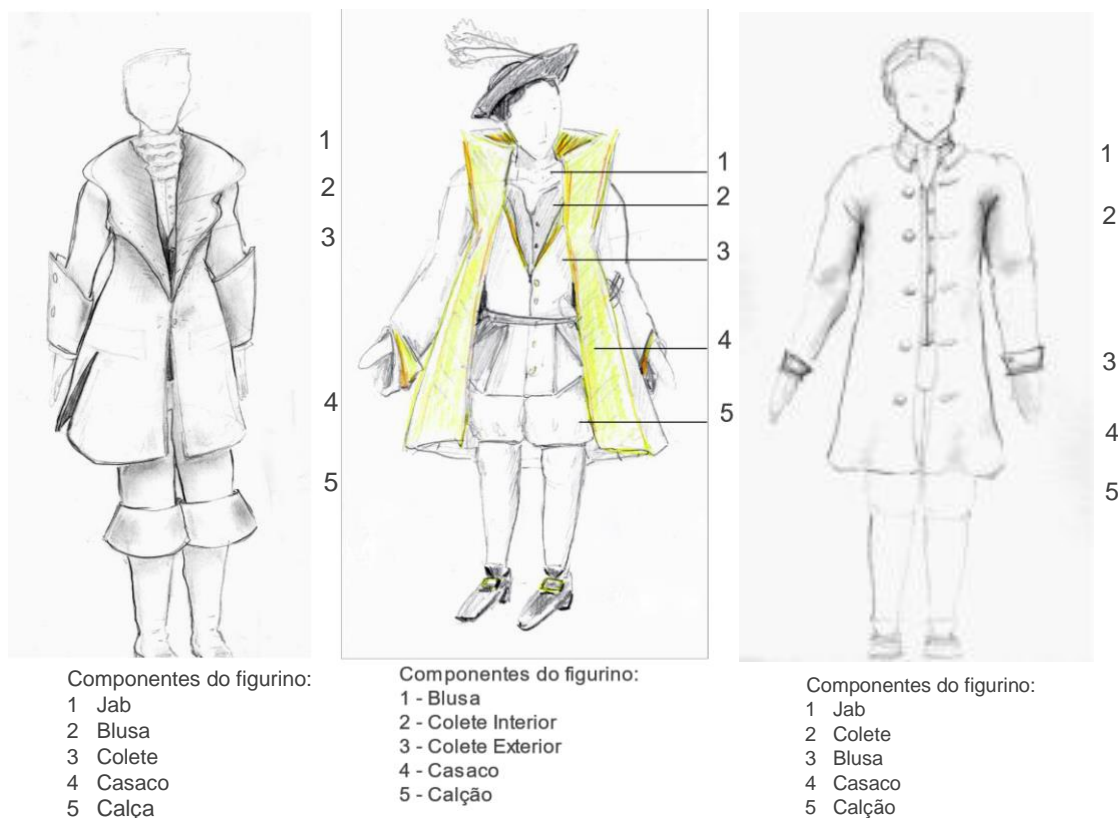 1
2
3
4
5
1
2
3
4
5
1
2
3
4
5
Componentes do figurino:
1 Jab
2 Blusa
3 Colete
4 Casaco
5 Calça
Componentes do figurino:
1 - Blusa
2 - Colete Interior
3 - Colete Exterior
4 - Casaco
5 - Calção
Componentes do figurino:
1 Jab
2 Colete
3 Blusa
4 Casaco
5 Calção